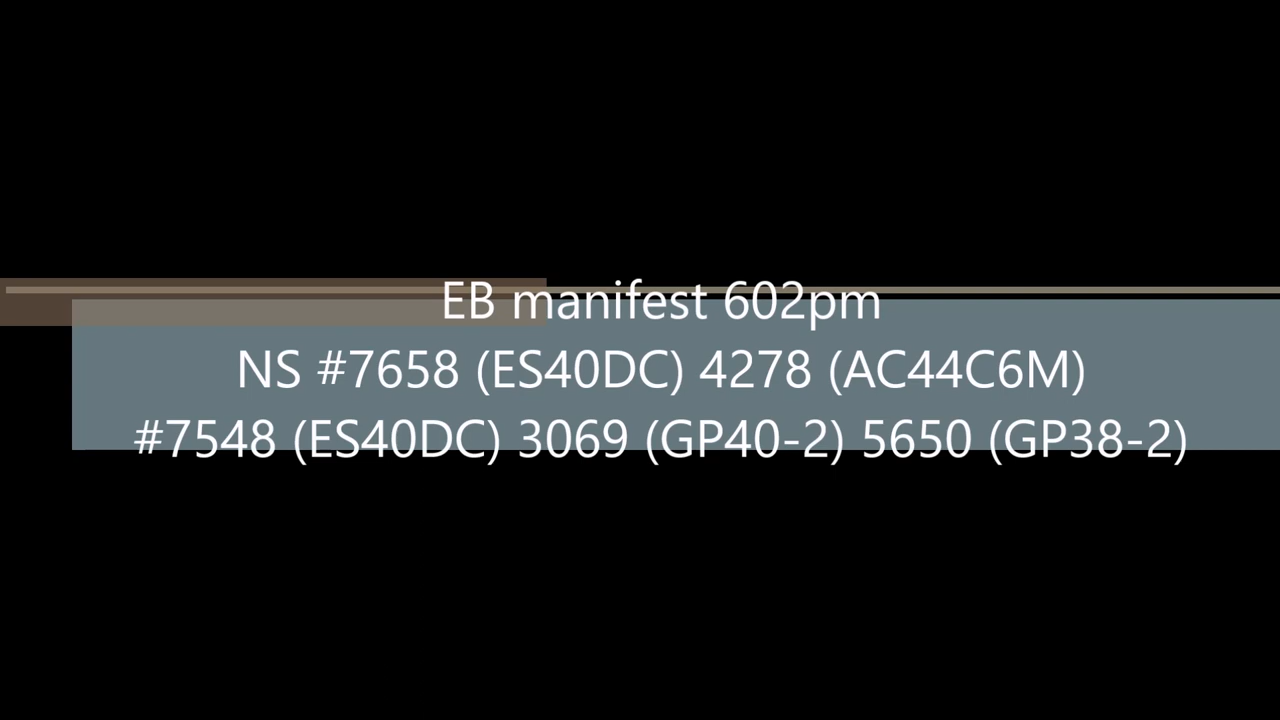 EB manifest 602pm
NS #7658 (ES40DC) 4278 (AC44C6M)
#7548 (ES40DC) 3069 (GP40-2) 5650 (GP38-2)